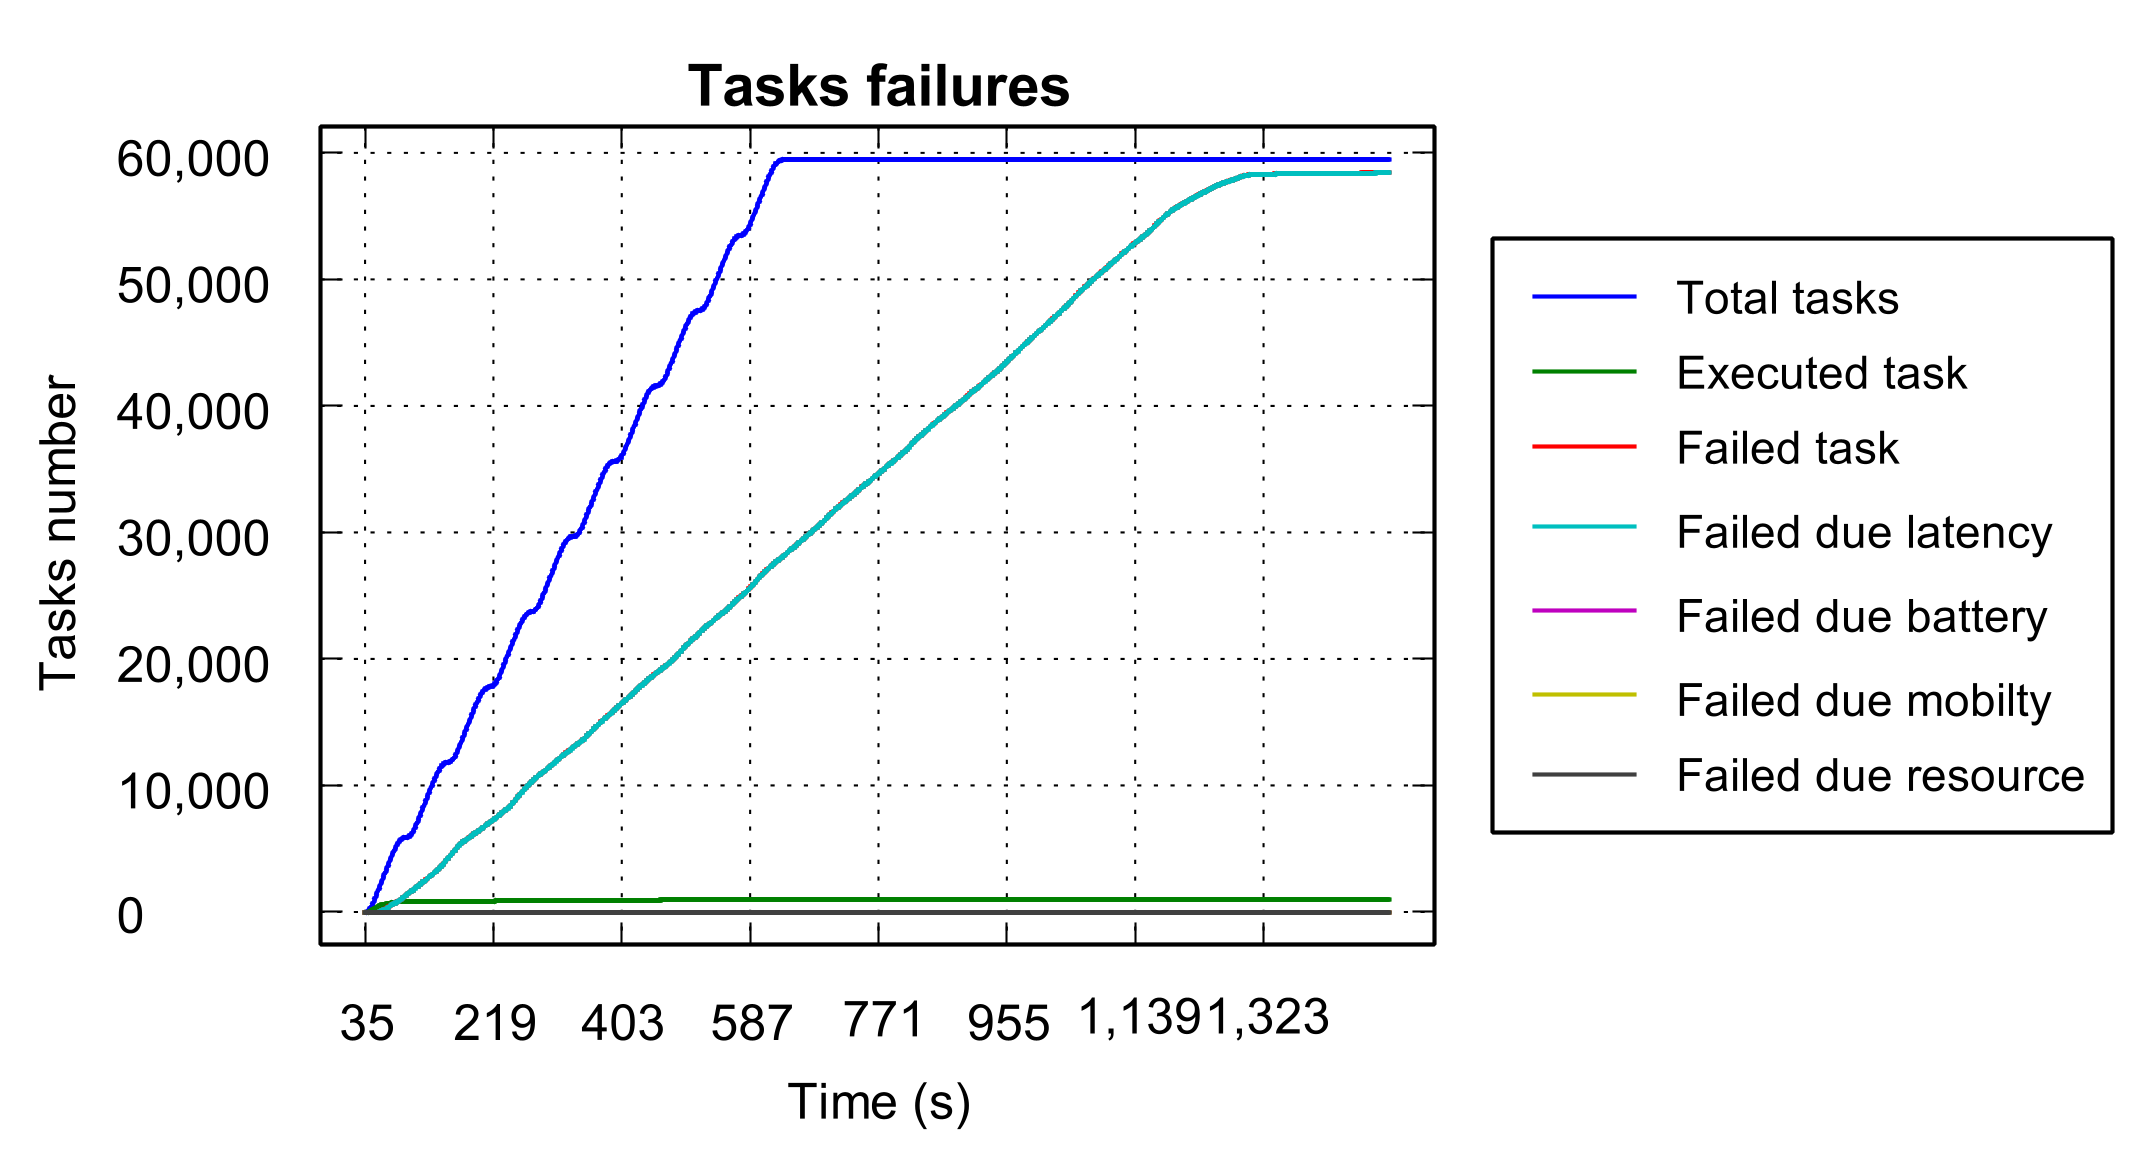 Tasks failures
60,000
50,000
40,000
30,000
20,000
10,000
0
Tasks number
35 219 403 587 771 955 1,139 1,323
Time (s)
Total tasks
Executed task
Failed task
Failed due latency
Failed due battery
Failed due mobilty
Failed due resource